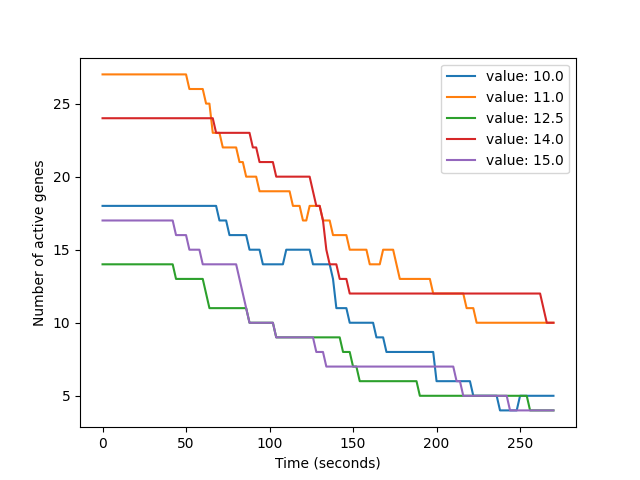 value: 10.0
value: 11.0
value: 12.5
value: 14.0
value: 15.0
Number of active genes
25
20
15
10
5
0 50 100 150 200 250
Time (seconds)